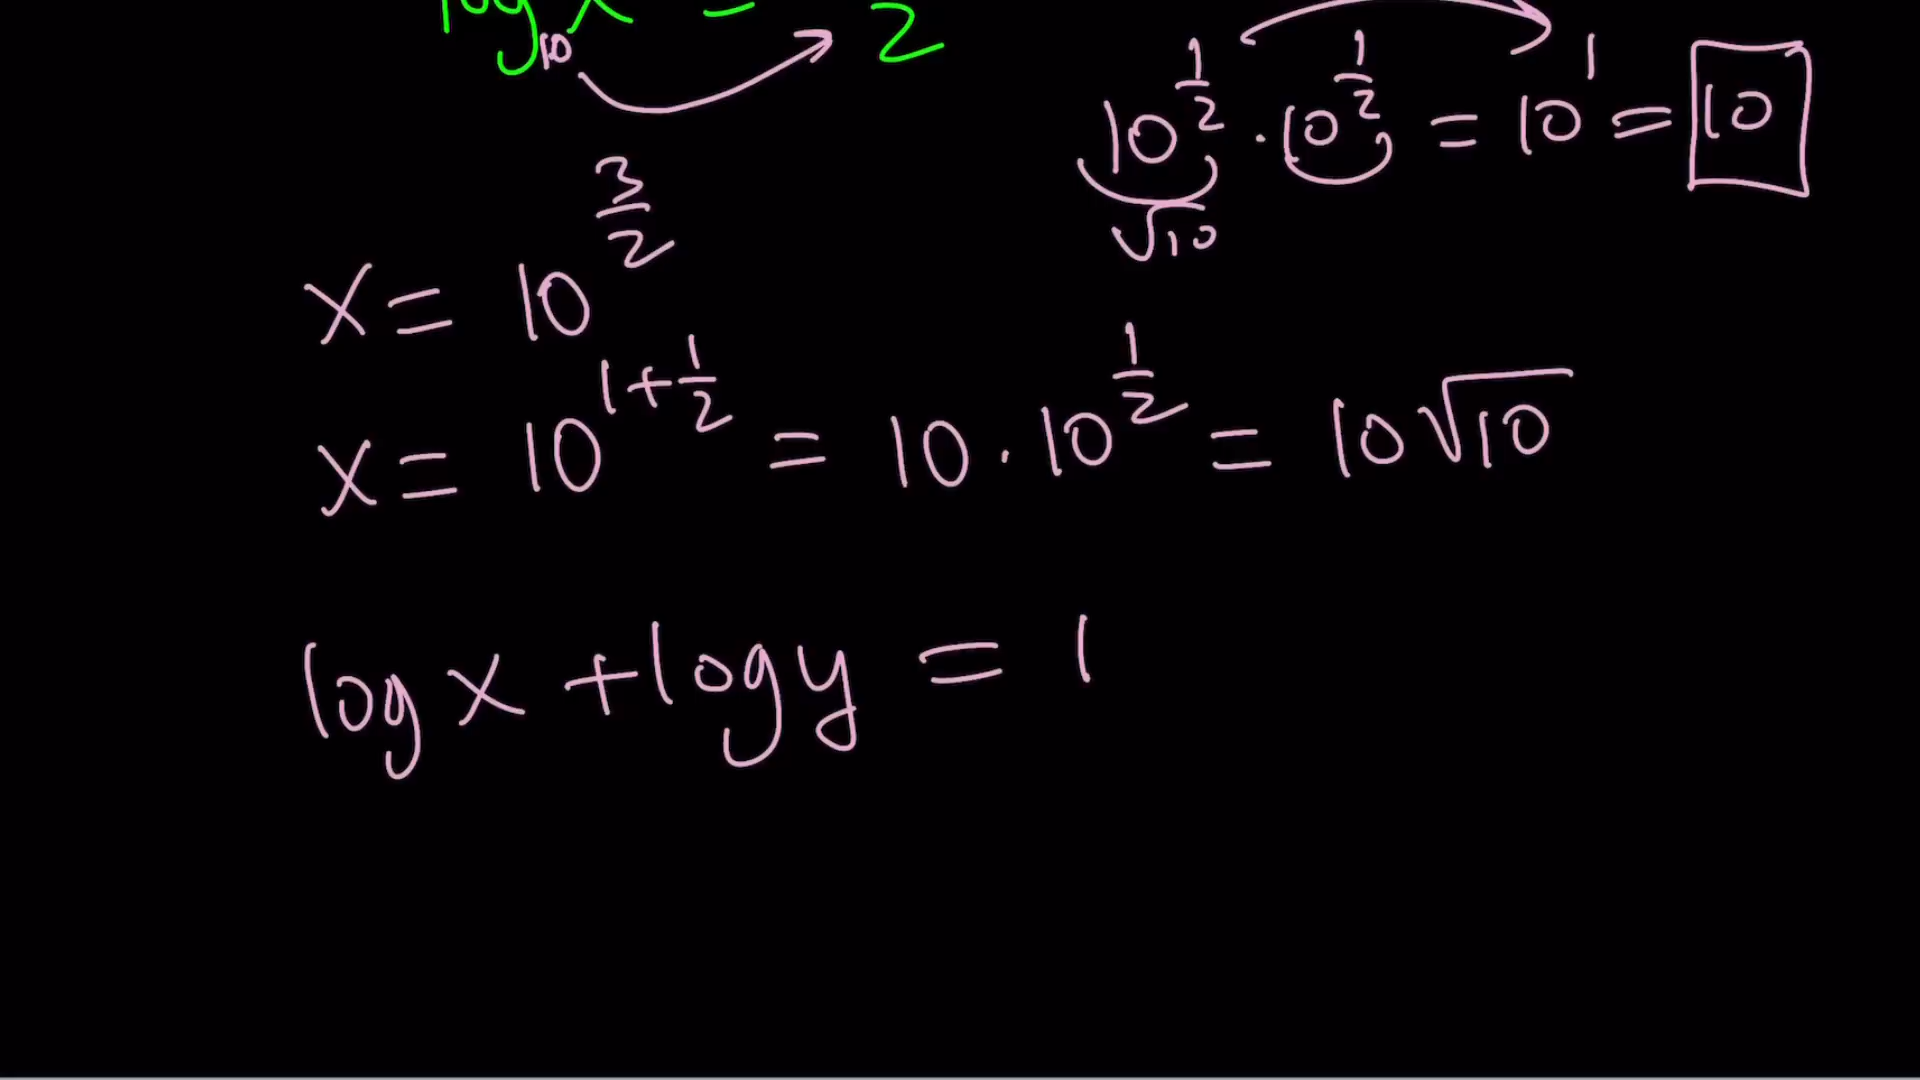 log₁₀ x = 2
10^(1/2) · 10^(1/2) = 10^1 = 10
√10
x = 10^(3/2)
x = 10^(1+1/2) = 10 · 10^(1/2) = 10√10
log x + log y = 1